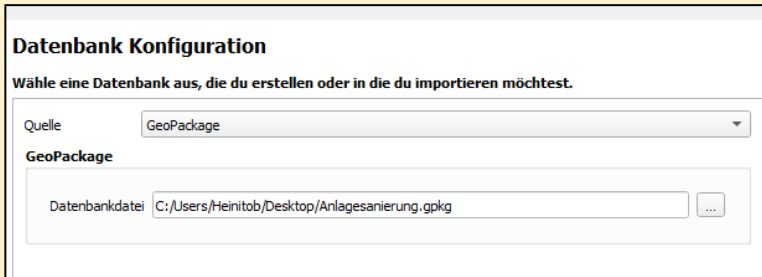 Datenbank Konfiguration
Wähle eine Datenbank aus, die du erstellen oder in die du importieren möchtest.
Quelle GeoPackage
GeoPackage
Datenbankdatei C:/Users/Heinitob/Desktop/Anlagesanierung.gpkg ...